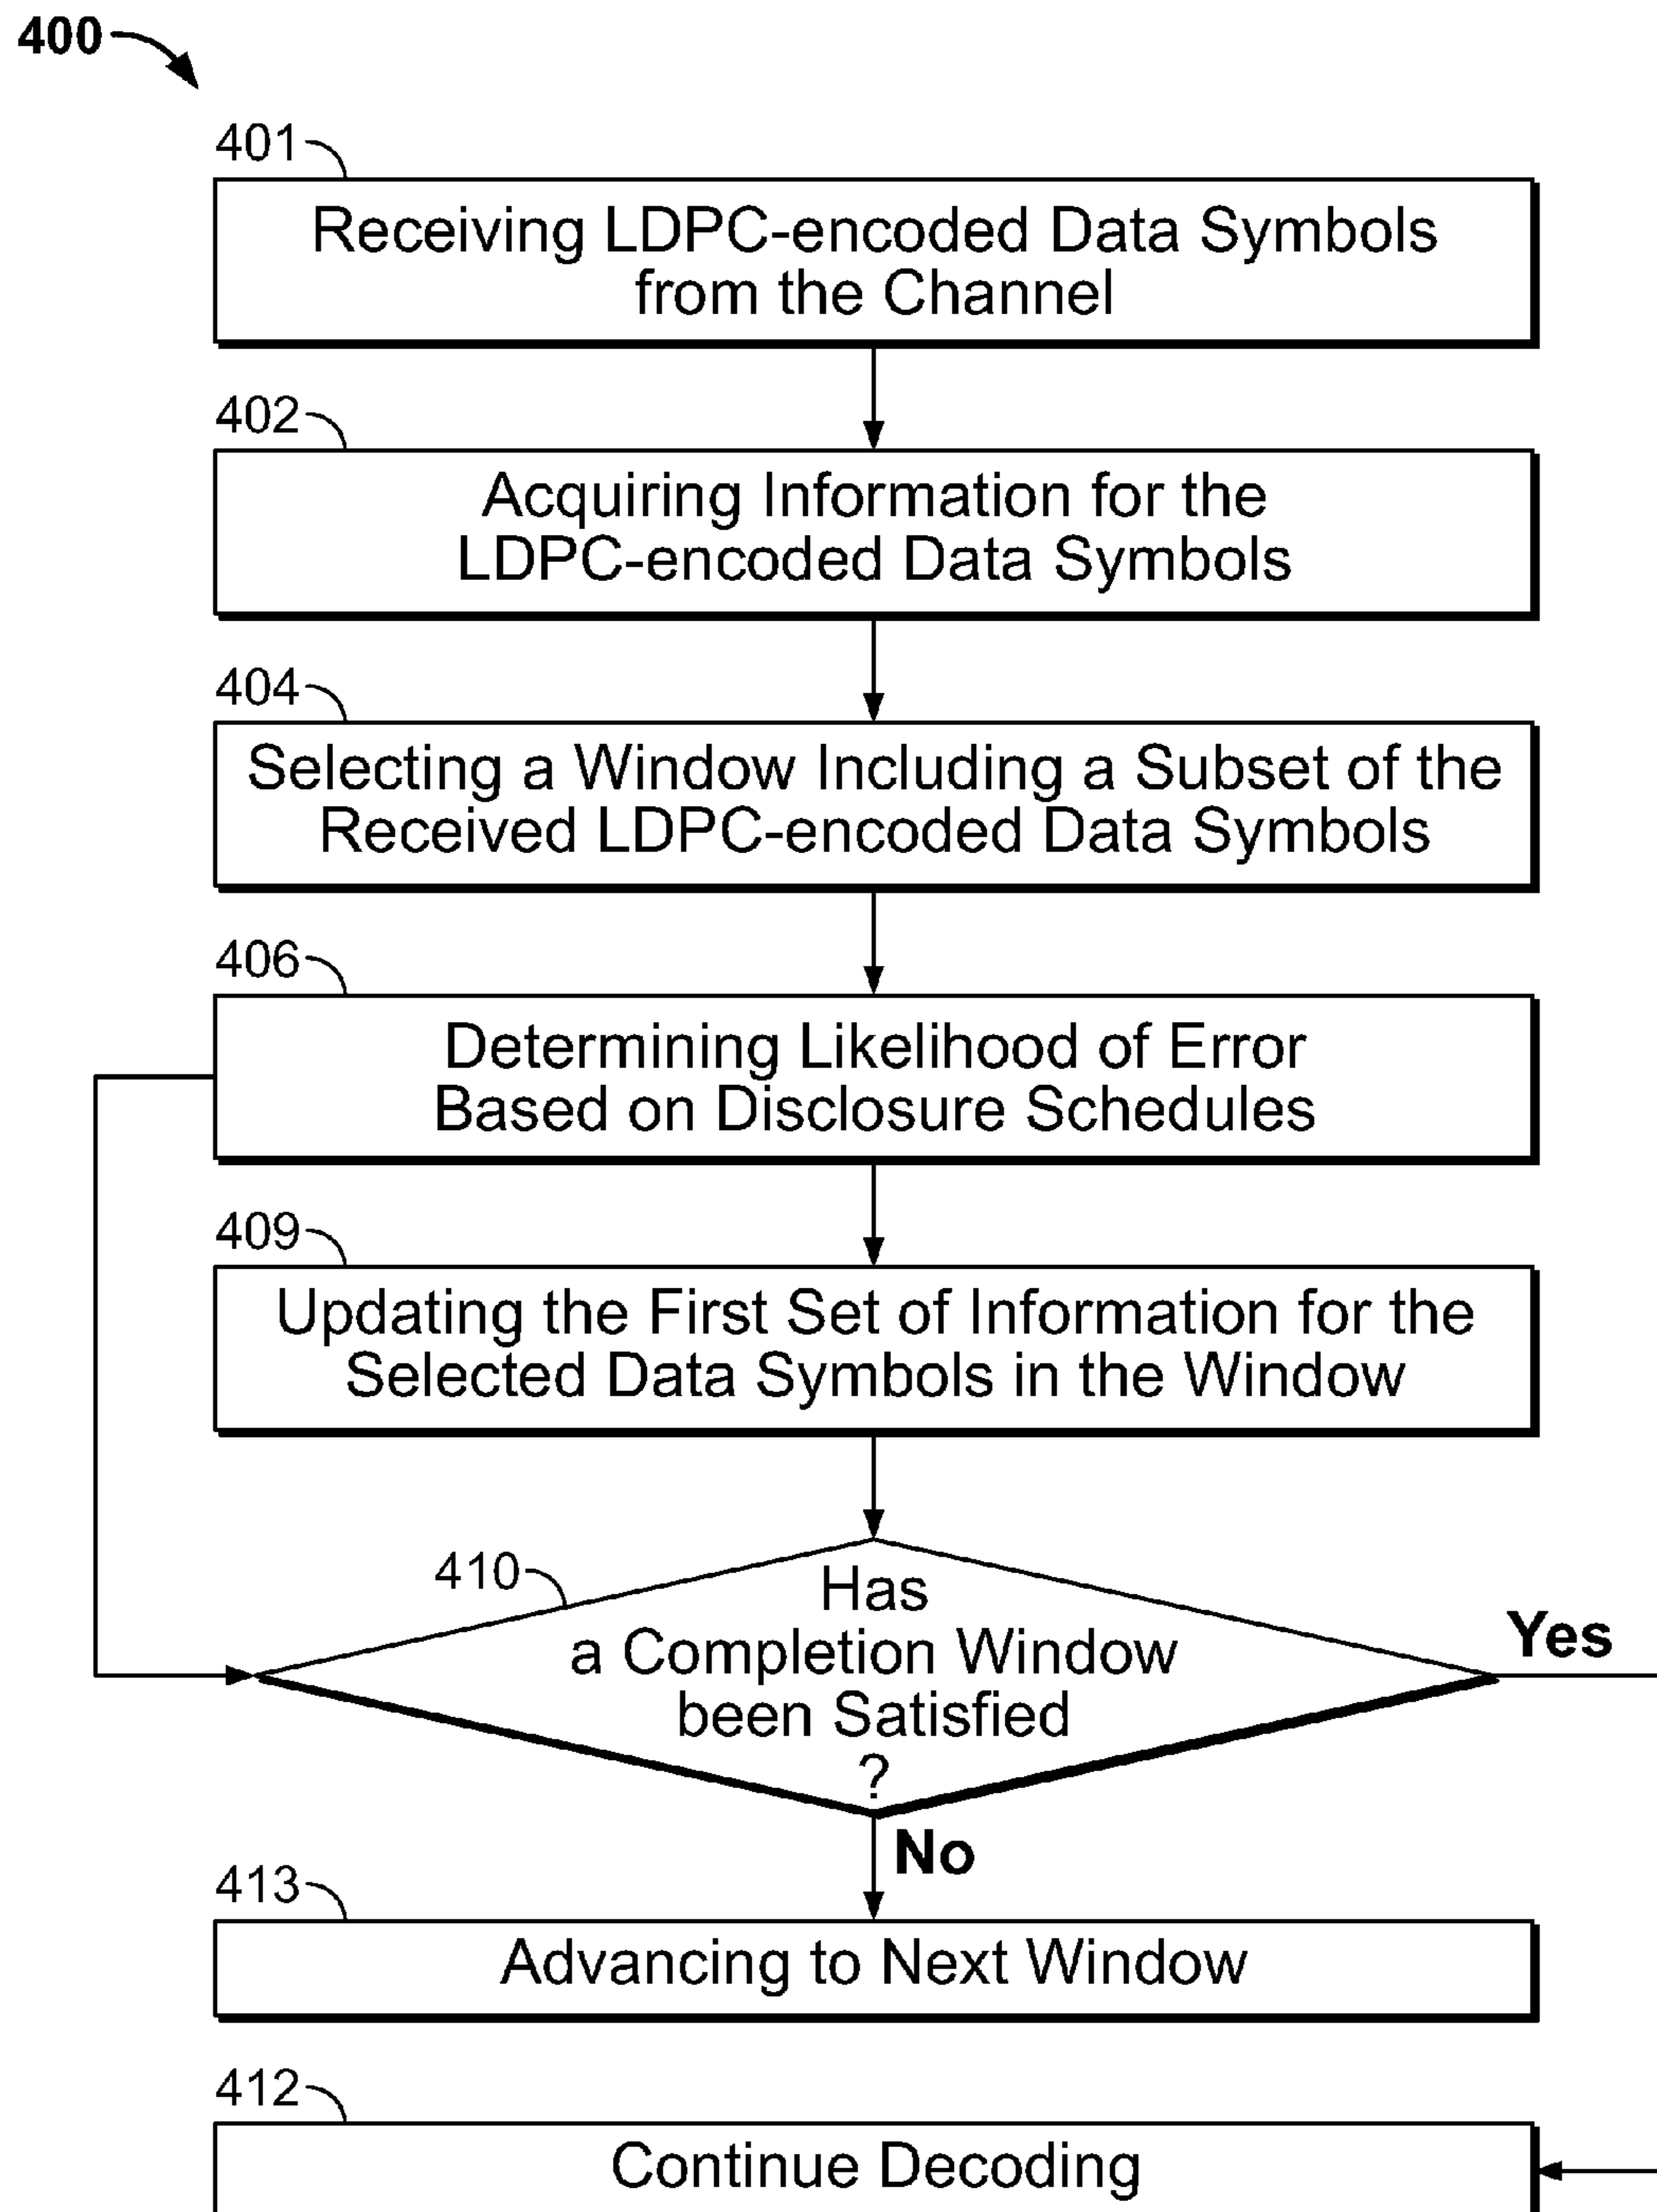 400
401
Receiving LDPC-encoded Data Symbols
from the Channel
402
Acquiring Information for the
LDPC-encoded Data Symbols
404
Selecting a Window Including a Subset of the
Received LDPC-encoded Data Symbols
406
Determining Likelihood of Error
Based on Disclosure Schedules
409
Updating the First Set of Information for the
Selected Data Symbols in the Window
410
Has
a Completion Window
been Satisfied
?
Yes
No
413
Advancing to Next Window
412
Continue Decoding